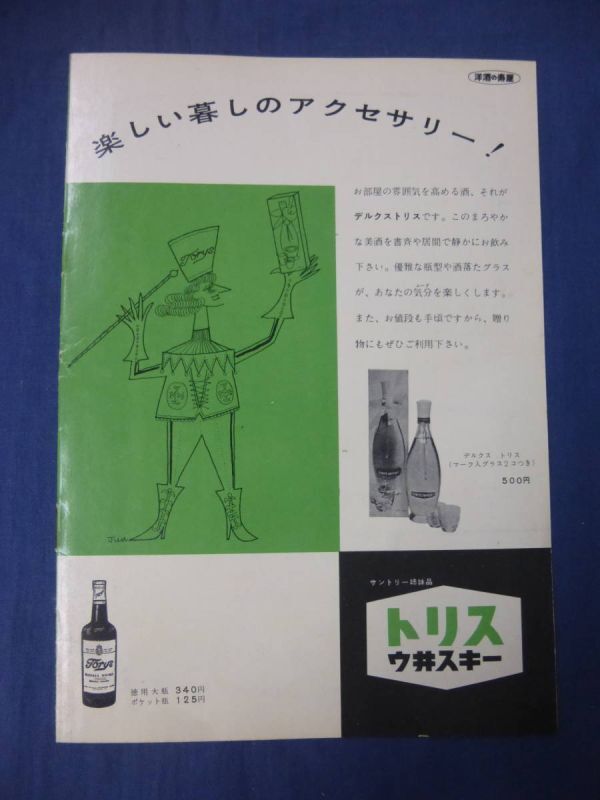 洋酒の壽屋
楽しい暮しのアクセサリー！
お部屋の雰囲気を高める酒、それが
デルクストリスです。このまろやか
な美酒を書斉や居間で静かにお飲み
下さい。優雅な瓶型や洒落たグラス
が、あなたの気分を楽しくします。
また、お値段も手頃ですから、贈り
物にもぜひご利用下さい。
Torys
デルクス トリス
(マーク入グラス2コつき)
500円
サントリー姉妹品
トリス
ウ井スキー
Torys
徳用大瓶 340円
ポケット瓶 125円